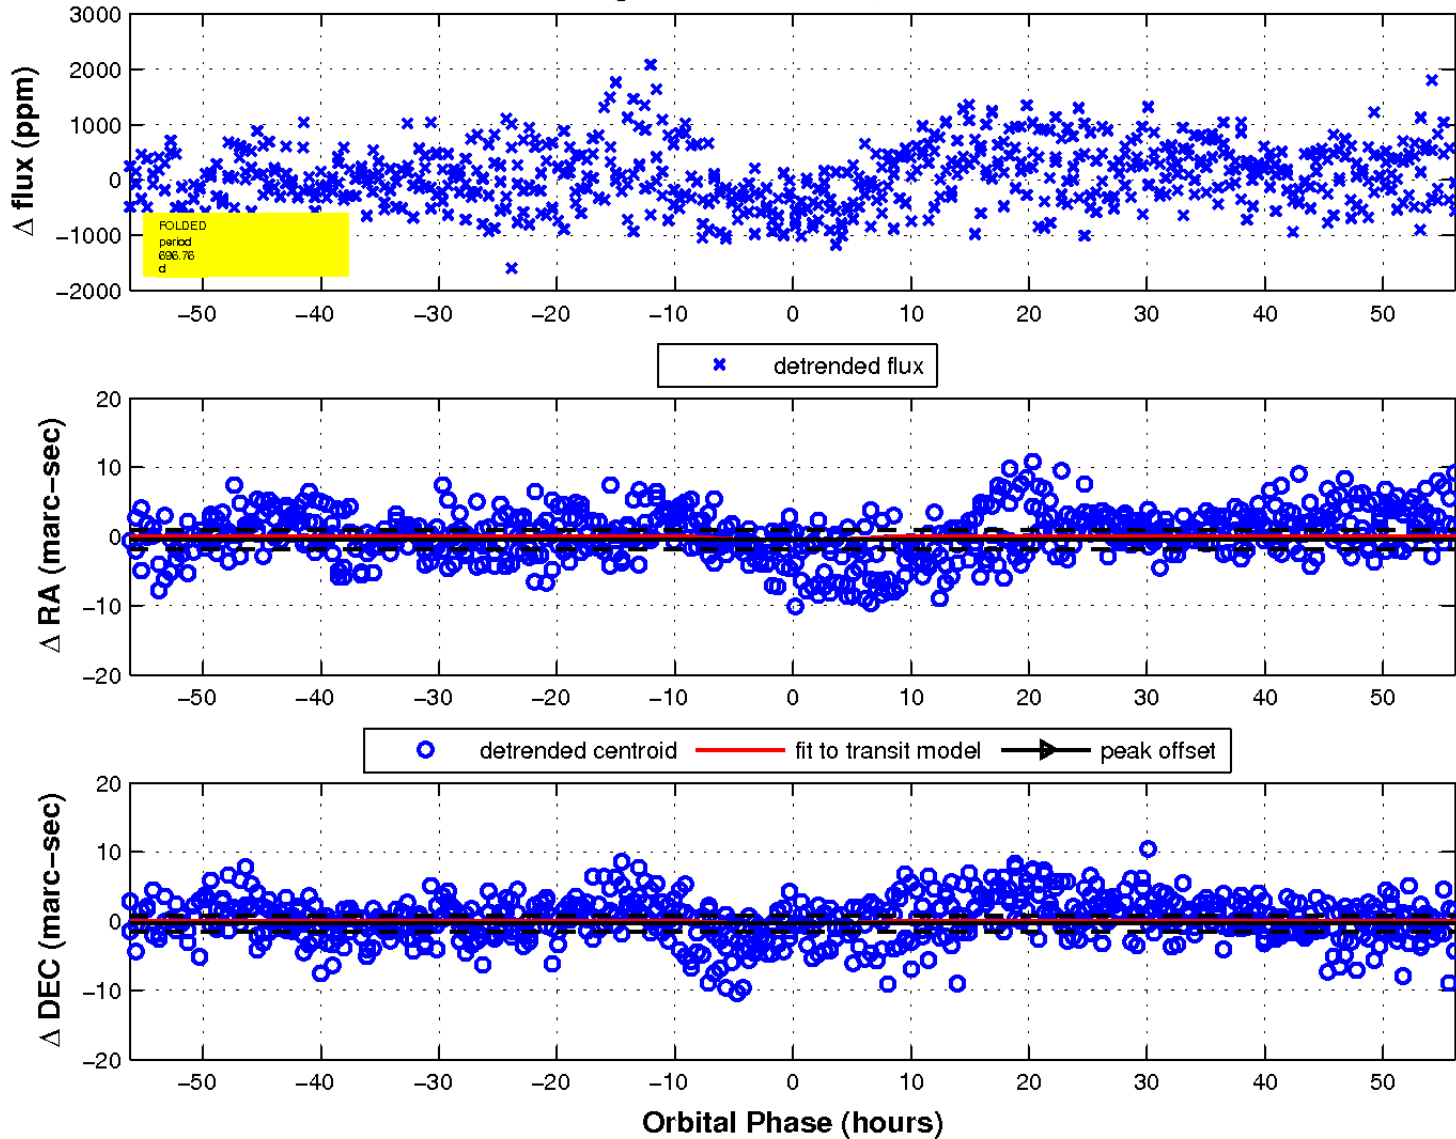 3000
2000
1000
0
−1000
−2000
Δ flux (ppm)
FOLDED
period
696.76
d
−50 −40 −30 −20 −10 0 10 20 30 40 50
detrended flux
20
10
0
−10
−20
Δ RA (marc−sec)
−50 −40 −30 −20 −10 0 10 20 30 40 50
detrended centroid fit to transit model peak offset
20
10
0
−10
−20
Δ DEC (marc−sec)
−50 −40 −30 −20 −10 0 10 20 30 40 50
Orbital Phase (hours)